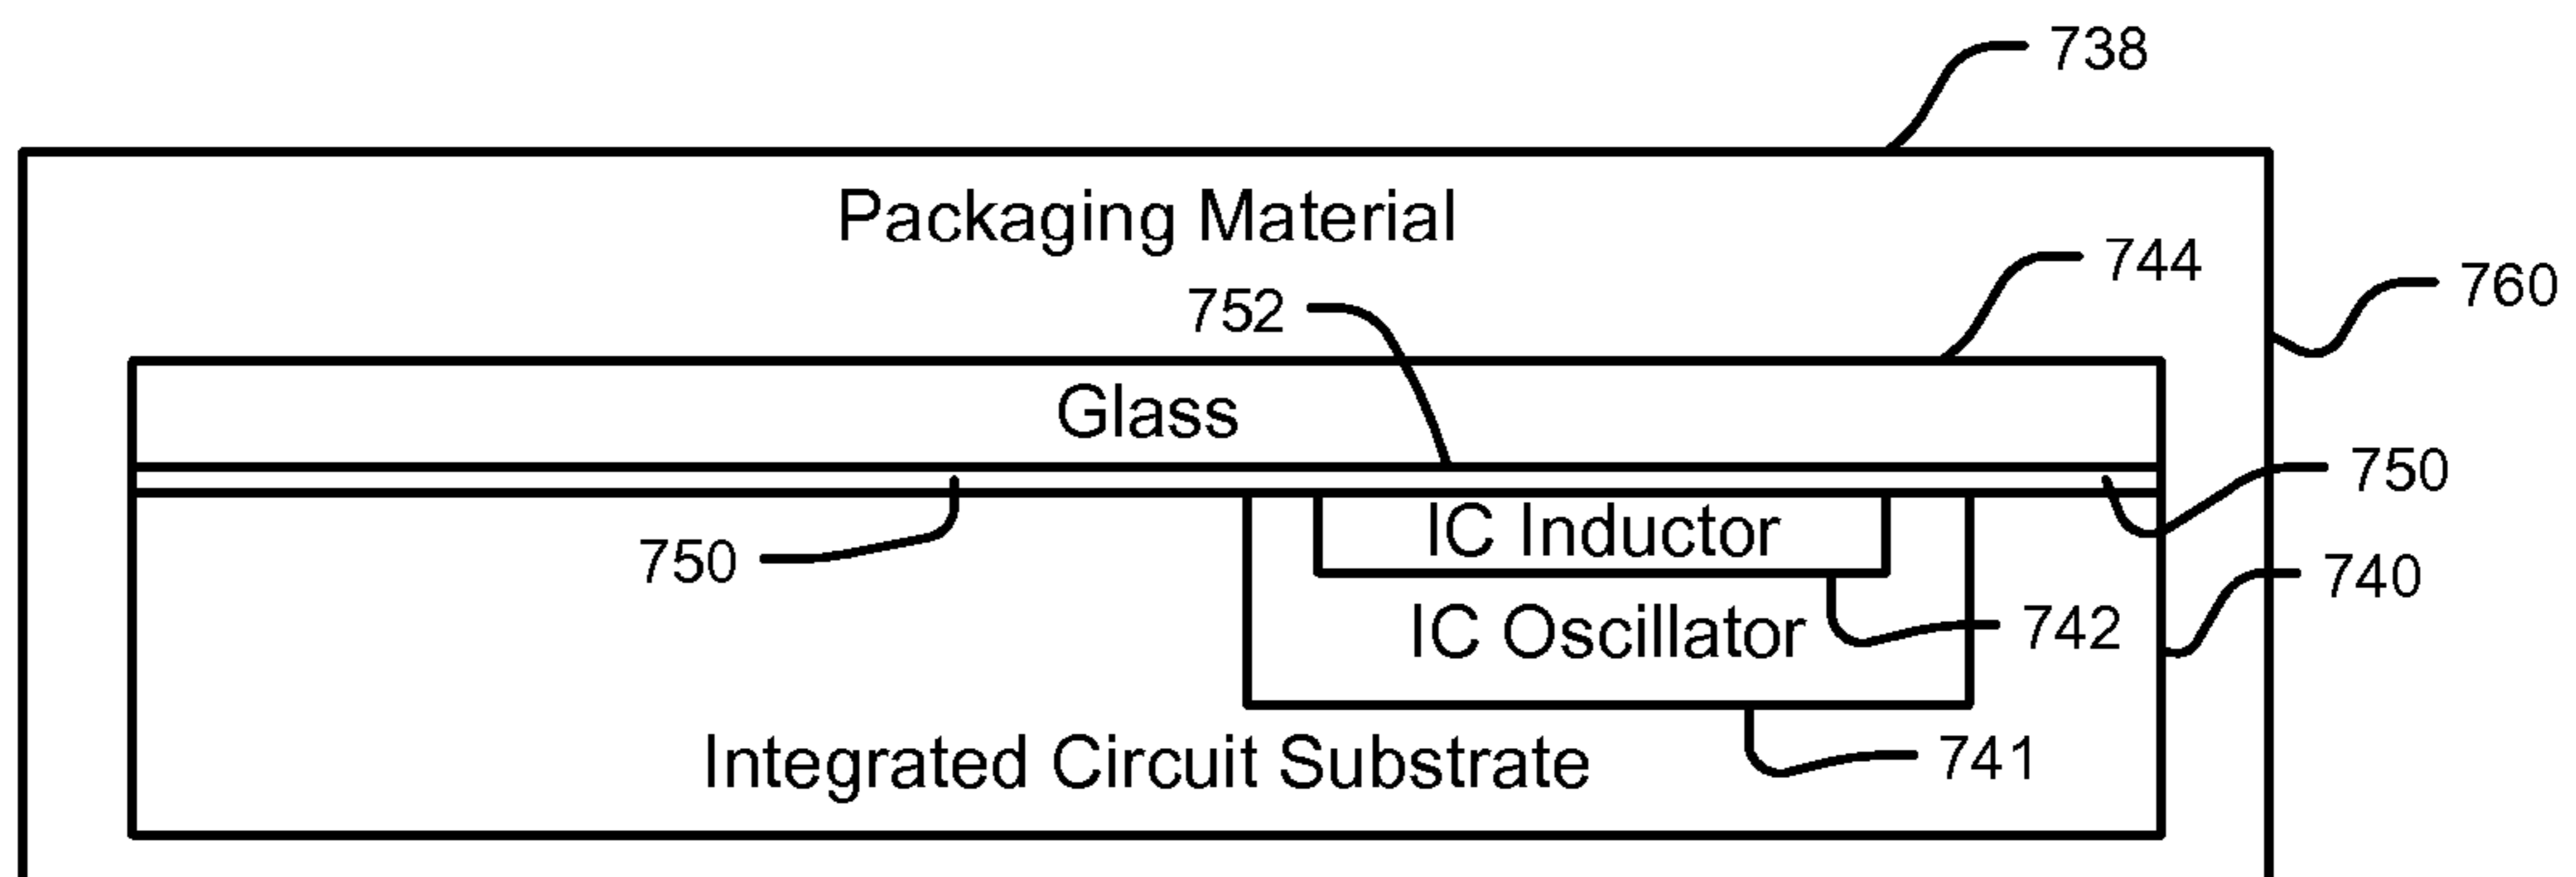 738
Packaging Material
744
760
752
Glass
750
IC Inductor
750
740
IC Oscillator
742
Integrated Circuit Substrate
741